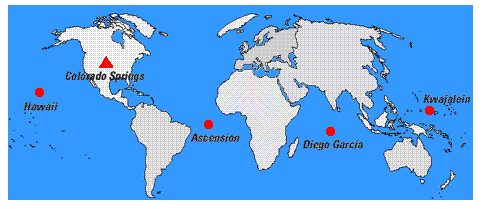 Colorado Springs
Hawaii
Kwajalein
Ascension
Diego Garcia